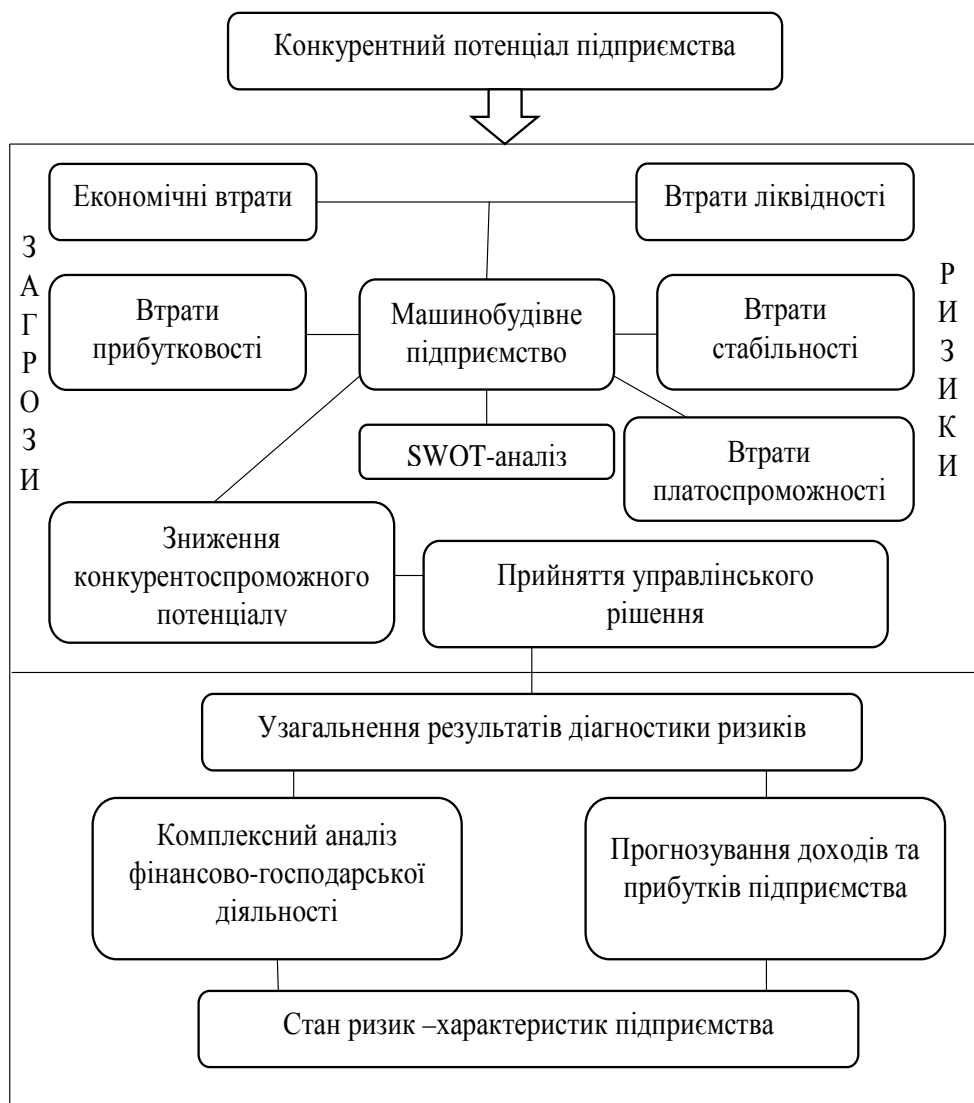 Конкурентний потенціал підприємства
Економічні втрати
Втрати ліквідності
ЗАГРОЗИ
РИЗИКИ
Втрати
прибутковості
Машинобудівне
підприємство
Втрати
стабільності
SWOT-аналіз
Втрати
платоспроможності
Зниження
конкурентоспроможного
потенціалу
Прийняття управлінського
рішення
Узагальнення результатів діагностики ризиків
Комплексний аналіз
фінансово-господарської
діяльності
Прогнозування доходів та
прибутків підприємства
Стан ризик –характеристик підприємства